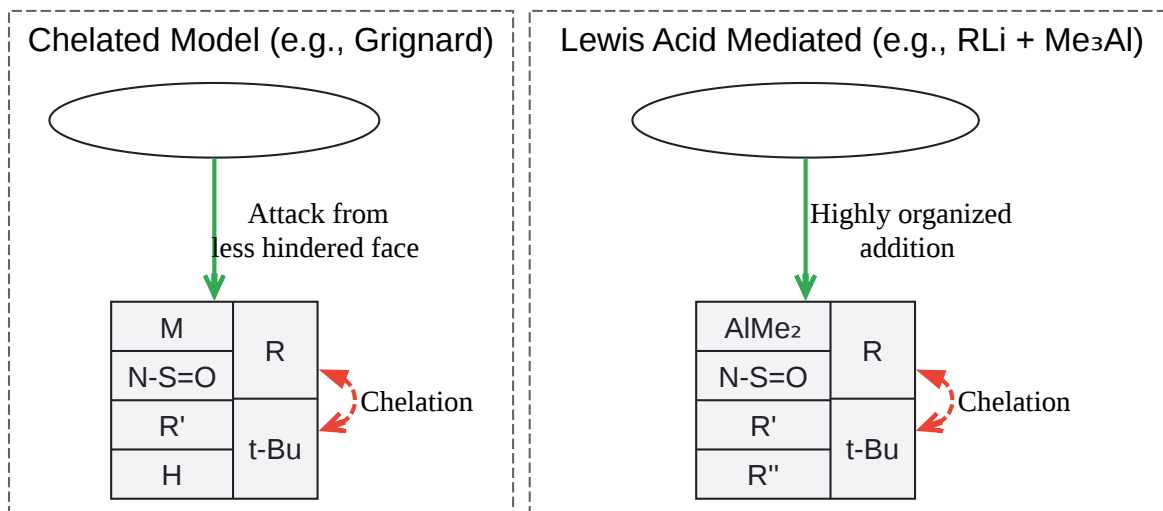 Chelated Model (e.g., Grignard)
Attack from
less hindered face
M
N-S=O
R'
H
R
t-Bu
Chelation
Lewis Acid Mediated (e.g., RLi + Me₃Al)
Highly organized
addition
AlMe₂
N-S=O
R'
R''
R
t-Bu
Chelation